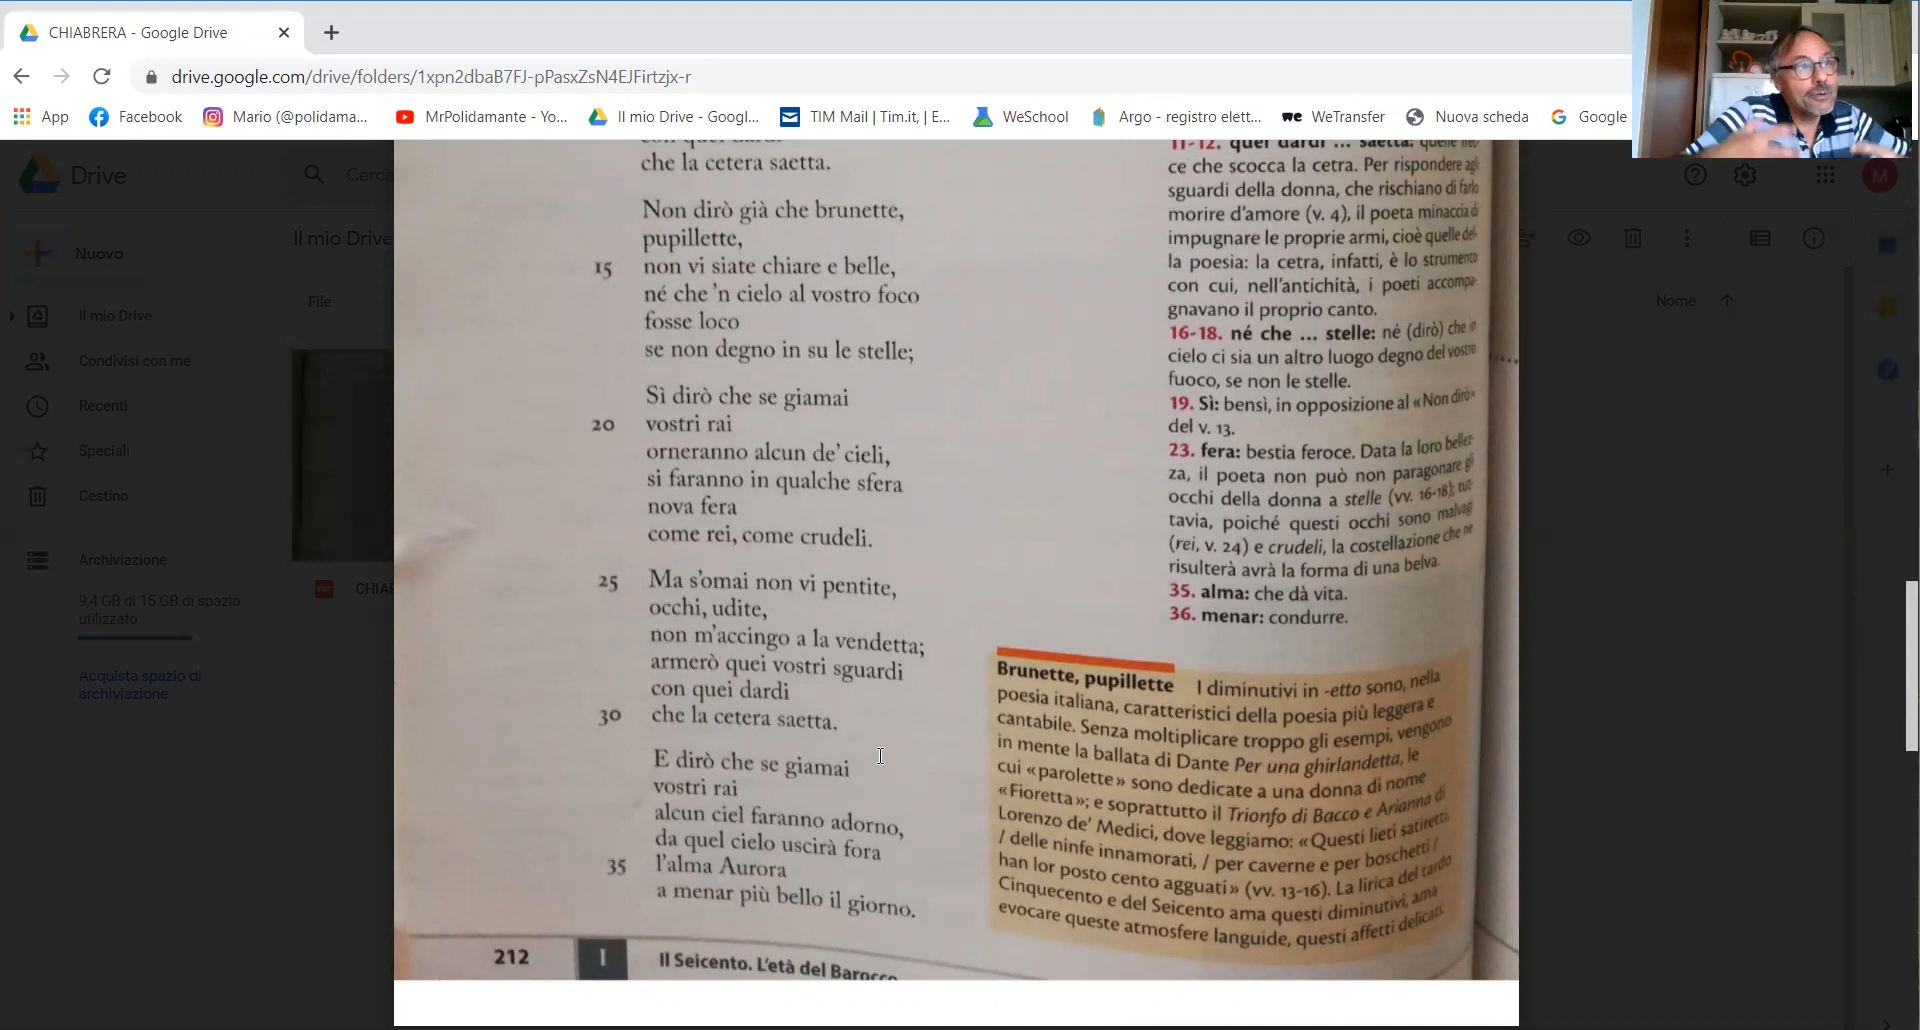 CHIABRERA - Google Drive
drive.google.com/drive/folders/1xpn2dbaB7FJ-pPasxZsN4EJFirtzjx-r
App Facebook Mario (@polidama... MrPolidamante - Yo... Il mio Drive - Googl... TIM Mail | Tim.it, | E... WeSchool Argo - registro elett... WeTransfer Nuova scheda Google
Drive
Cerc
M
Nuovo
Il mio Drive
File
Nome
Il mio Drive
Condivisi con me
Recenti
Speciali
Cestino
Archiviazione
9,4 GB di 15 GB di spazio
utilizzato
Acquista spazio di
archiviazione
PDF CHIAB
con quei dardi
che la cetera saetta.
Non dirò già che brunette,
pupillette,
15 non vi siate chiare e belle,
né che 'n cielo al vostro foco
fosse loco
se non degno in su le stelle;
Sì dirò che se giamai
20 vostri rai
orneranno alcun de' cieli,
si faranno in qualche sfera
nova fera
come rei, come crudeli.
25 Ma s'omai non vi pentite,
occhi, udite,
non m'accingo a la vendetta;
armerò quei vostri sguardi
con quei dardi
30 che la cetera saetta.
E dirò che se giamai
vostri rai
alcun ciel faranno adorno,
da quel cielo uscirà fora
35 l'alma Aurora
a menar più bello il giorno.
11-12. quei dardi ... saetta: quelle frec-
ce che scocca la cetra. Per rispondere agli
sguardi della donna, che rischiano di farlo
morire d'amore (v. 4), il poeta minaccia di
impugnare le proprie armi, cioè quelle del-
la poesia: la cetra, infatti, è lo strumento
con cui, nell'antichità, i poeti accompa-
gnavano il proprio canto.
16-18. né che ... stelle: né (dirò) che in
cielo ci sia un altro luogo degno del vostro
fuoco, se non le stelle.
19. Sì: bensì, in opposizione al «Non dirò»
del v. 13.
23. fera: bestia feroce. Data la loro bellez-
za, il poeta non può non paragonare gli
occhi della donna a stelle (vv. 16-18); tut-
tavia, poiché questi occhi sono malvagi
(rei, v. 24) e crudeli, la costellazione che ne
risulterà avrà la forma di una belva.
35. alma: che dà vita.
36. menar: condurre.
Brunette, pupillette I diminutivi in -etto sono, nella
poesia italiana, caratteristici della poesia più leggera e
cantabile. Senza moltiplicare troppo gli esempi, vengono
in mente la ballata di Dante Per una ghirlandetta, le
cui «parolette» sono dedicate a una donna di nome
«Fioretta»; e soprattutto il Trionfo di Bacco e Arianna di
Lorenzo de' Medici, dove leggiamo: «Questi lieti satiretti
/ delle ninfe innamorati, / per caverne e per boschetti /
han lor posto cento agguati» (vv. 13-16). La lirica del tardo
Cinquecento e del Seicento ama questi diminutivi, ama
evocare queste atmosfere languide, questi affetti delicati.
212 I Il Seicento. L'età del Barocco